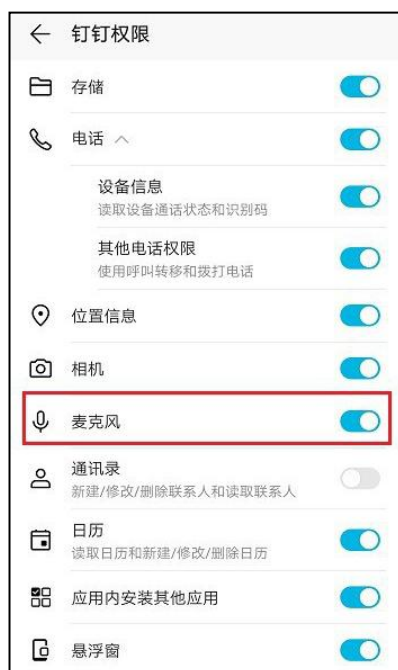 钉钉权限
存储
电话
设备信息
读取设备通话状态和识别码
其他电话权限
使用呼叫转移和拨打电话
位置信息
相机
麦克风
通讯录
新建/修改/删除联系人和读取联系人
日历
读取日历和新建/修改/删除日历
应用内安装其他应用
悬浮窗